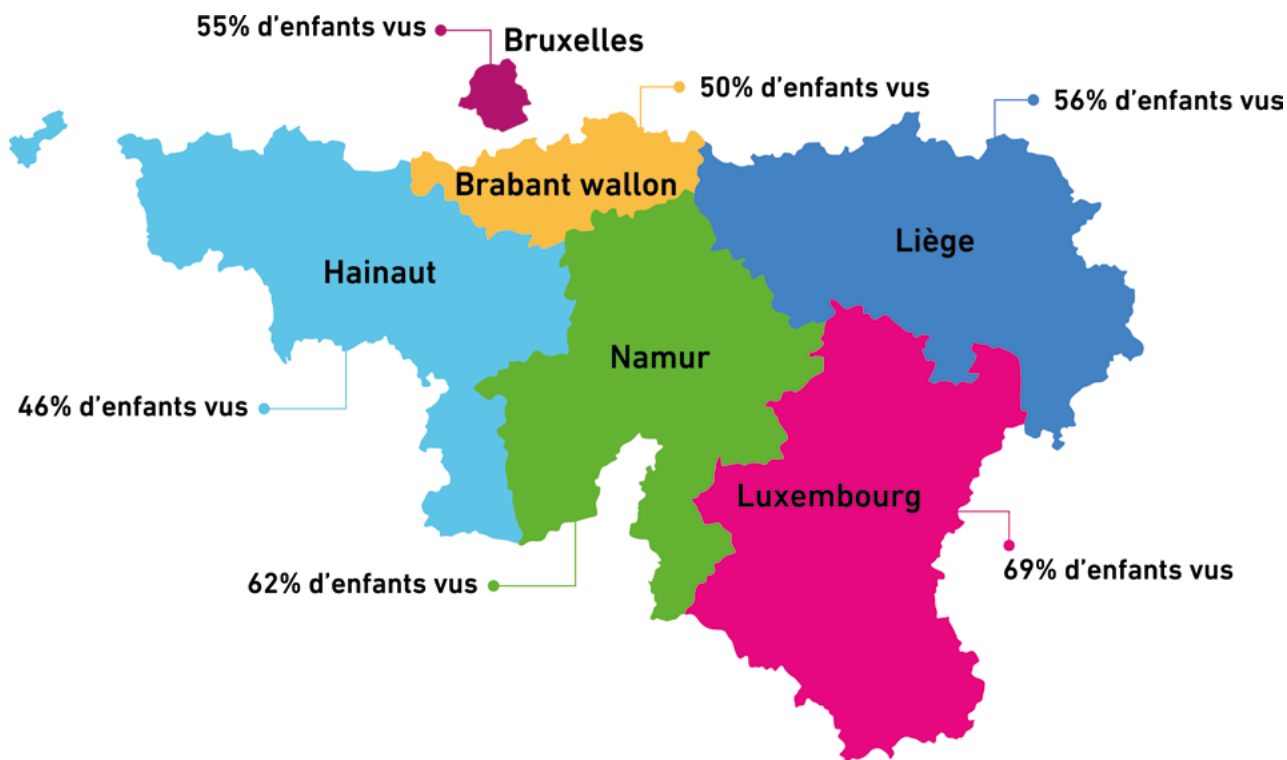 55% d'enfants vus
Bruxelles
50% d'enfants vus
56% d'enfants vus
Brabant wallon
Liège
Hainaut
Namur
46% d'enfants vus
Luxembourg
62% d'enfants vus
69% d'enfants vus